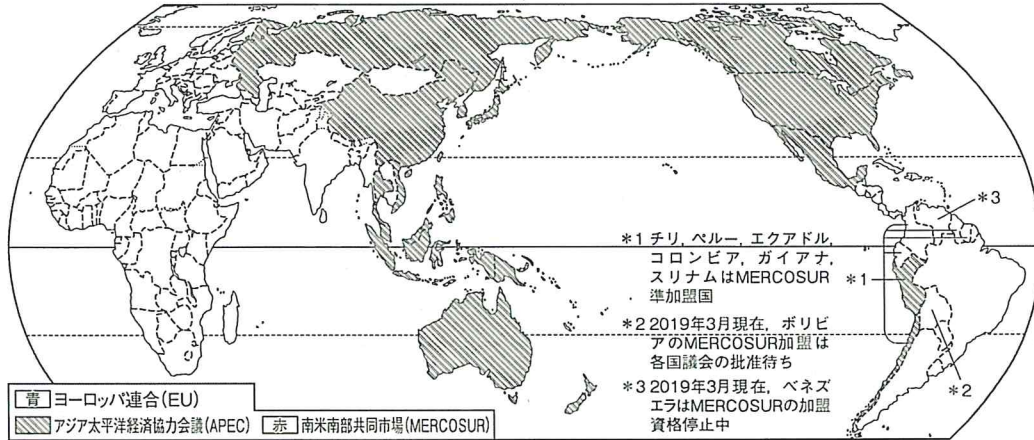 *3
*1 チリ，ペルー，エクアドル，
コロンビア，ガイアナ，
スリナムはMERCOSUR
準加盟国
*1
*2 2019年3月現在，ボリビ
アのMERCOSUR加盟は
各国議会の批准待ち
*2
*3 2019年3月現在，ベネズ
エラはMERCOSURの加盟
資格停止中
青 ヨーロッパ連合(EU)
アジア太平洋経済協力会議(APEC) 赤 南米南部共同市場(MERCOSUR)